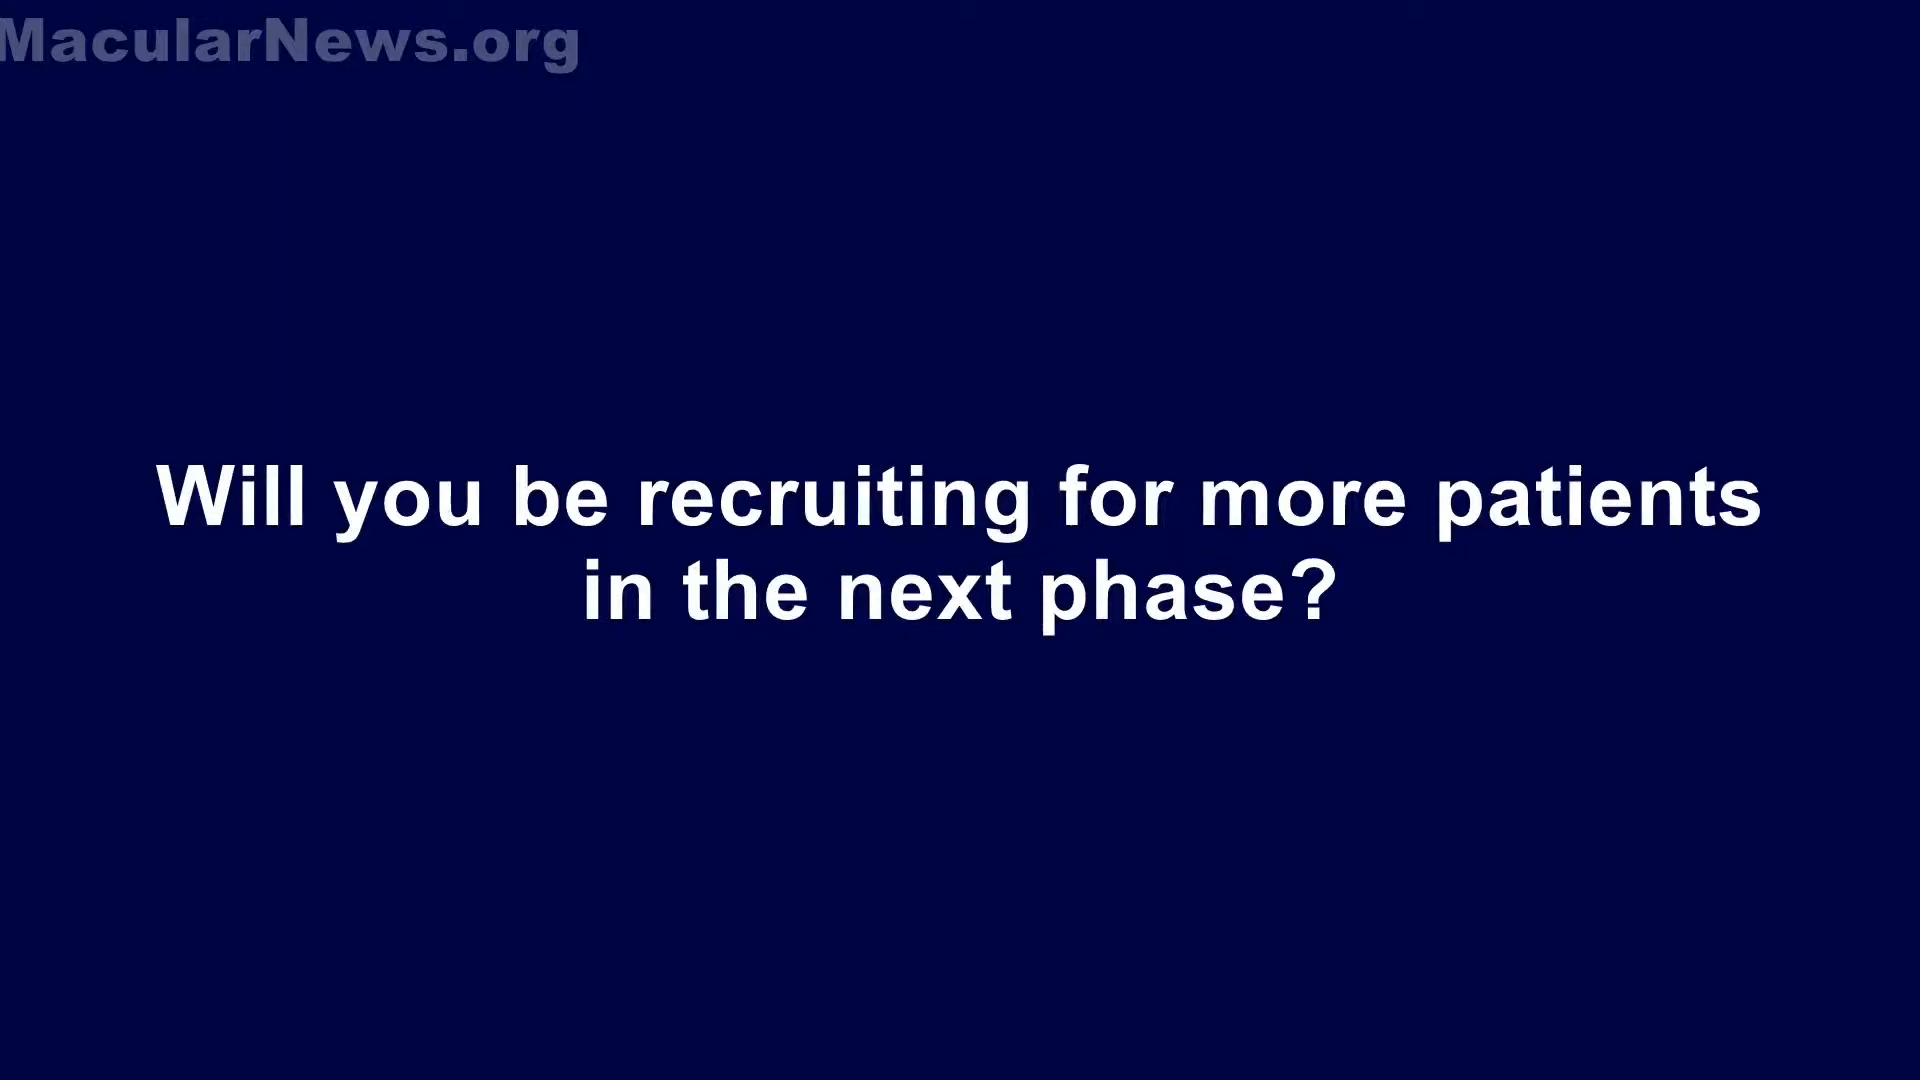 MacularNews.org
Will you be recruiting for more patients
in the next phase?